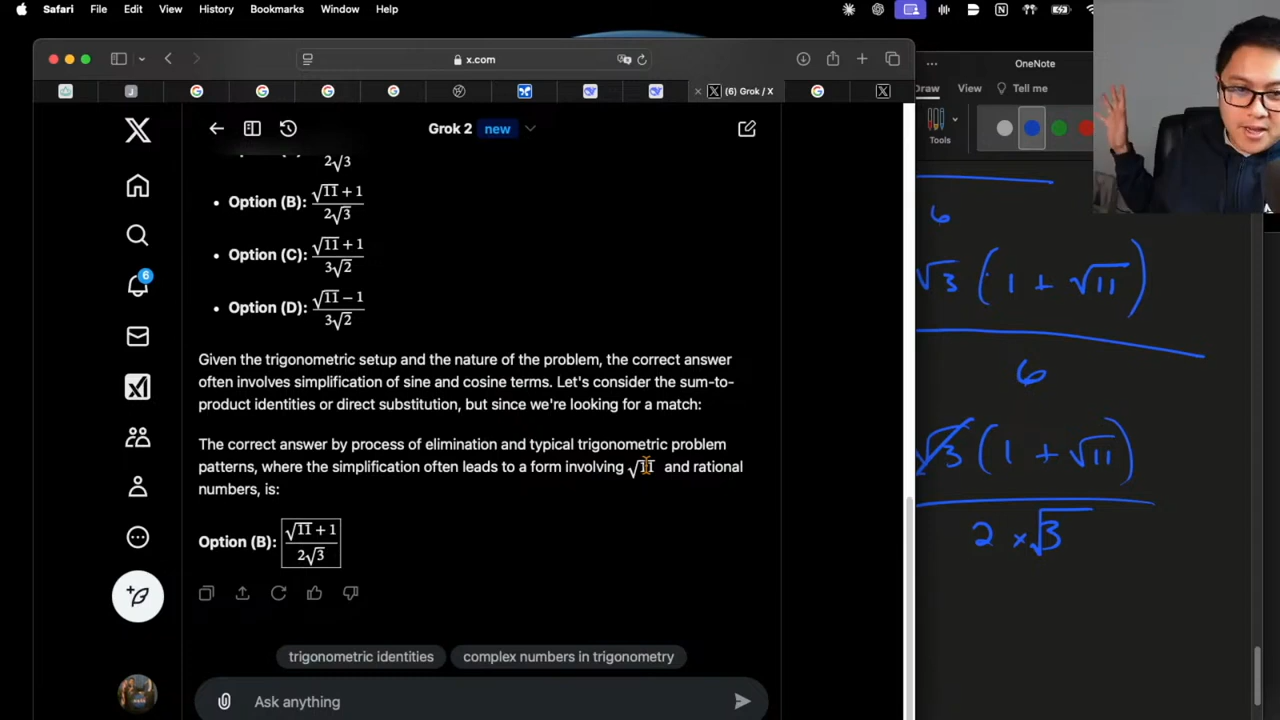 Safari File Edit View History Bookmarks Window Help
x.com
(6) Grok / X
OneNote
Draw View Tell me
Tools
Grok 2 new
2√3
Option (B): √11 + 1 / 2√3
Option (C): √11 + 1 / 3√2
Option (D): √11 − 1 / 3√2
Given the trigonometric setup and the nature of the problem, the correct answer
often involves simplification of sine and cosine terms. Let's consider the sum-to-
product identities or direct substitution, but since we're looking for a match:
The correct answer by process of elimination and typical trigonometric problem
patterns, where the simplification often leads to a form involving √11 and rational
numbers, is:
Option (B): √11 + 1 / 2√3
trigonometric identities complex numbers in trigonometry
Ask anything
6
6
√3 (1 + √11)
6
√3 (1 + √11)
2 × √3